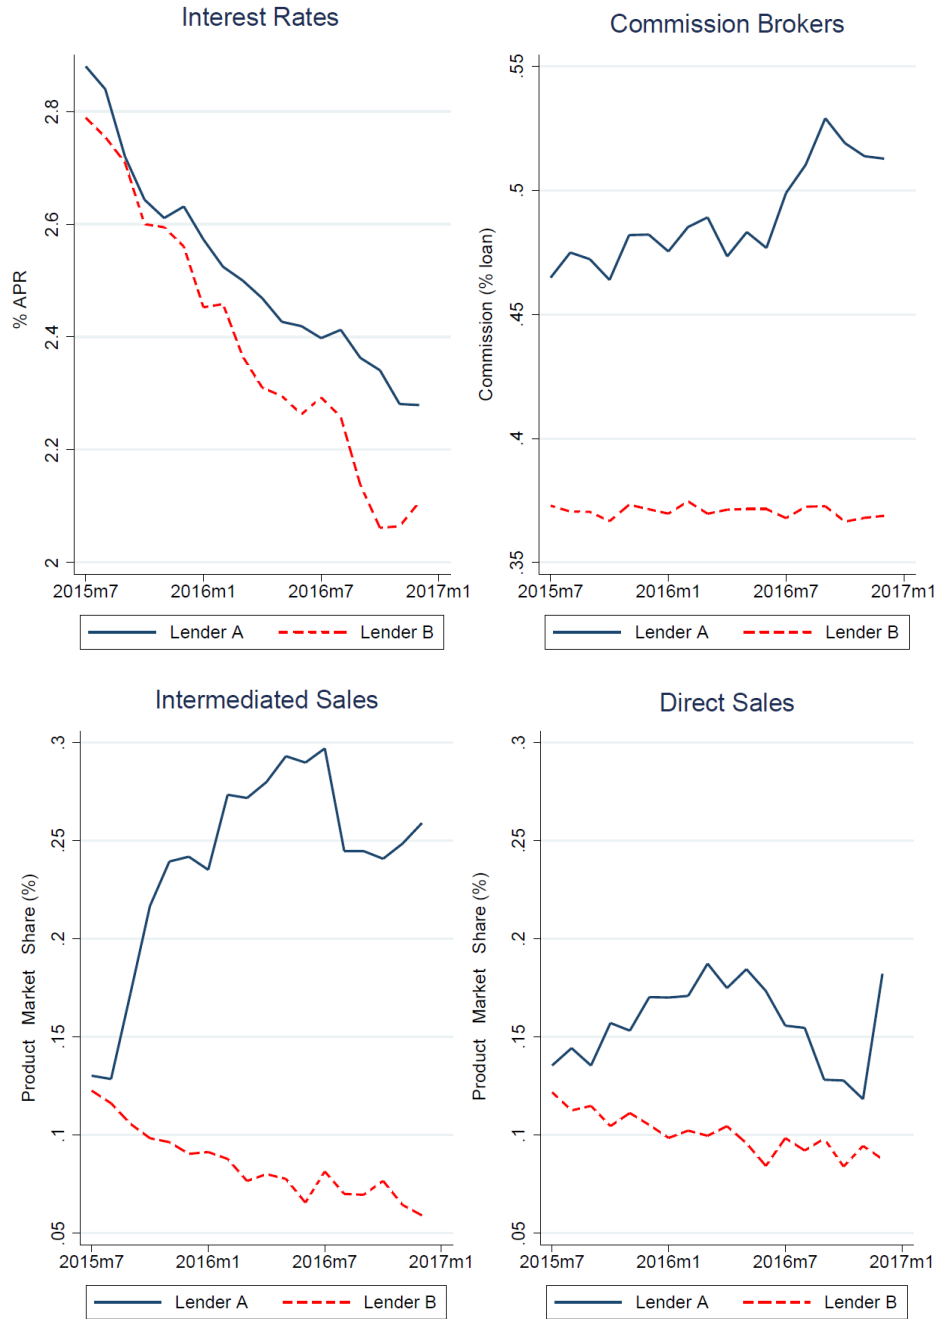 Interest Rates
% APR
2.8
2.6
2.4
2.2
2
2015m7 2016m1 2016m7 2017m1
Lender A Lender B
Commission Brokers
Commission (% loan)
.55
.5
.45
.4
.35
2015m7 2016m1 2016m7 2017m1
Lender A Lender B
Intermediated Sales
Product Market Share (%)
.3
.25
.2
.15
.1
.05
2015m7 2016m1 2016m7 2017m1
Lender A Lender B
Direct Sales
Product Market Share (%)
.3
.25
.2
.15
.1
.05
2015m7 2016m1 2016m7 2017m1
Lender A Lender B